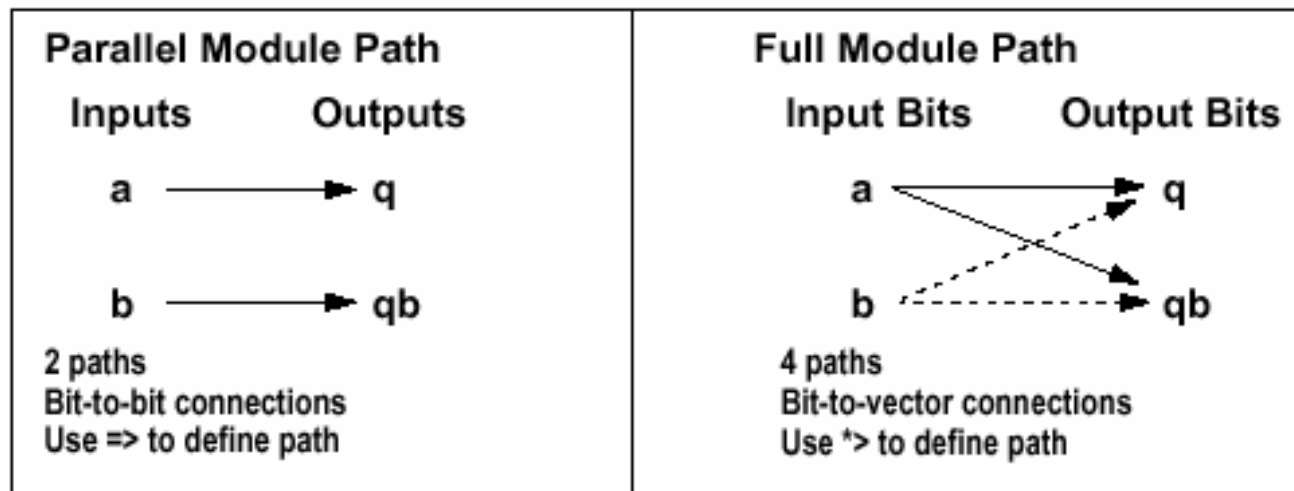 Parallel Module Path
Inputs Outputs
a q
b qb
2 paths
Bit-to-bit connections
Use => to define path
Full Module Path
Input Bits Output Bits
a q
b qb
4 paths
Bit-to-vector connections
Use *> to define path